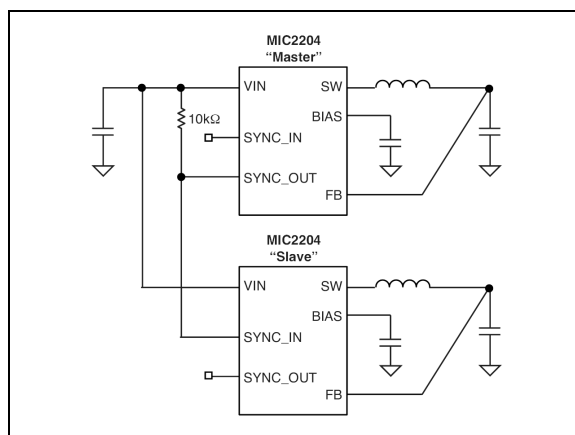 MIC2204
“Master”
VIN
SW
10kΩ
BIAS
SYNC_IN
SYNC_OUT
FB
MIC2204
“Slave”
VIN
SW
BIAS
SYNC_IN
SYNC_OUT
FB